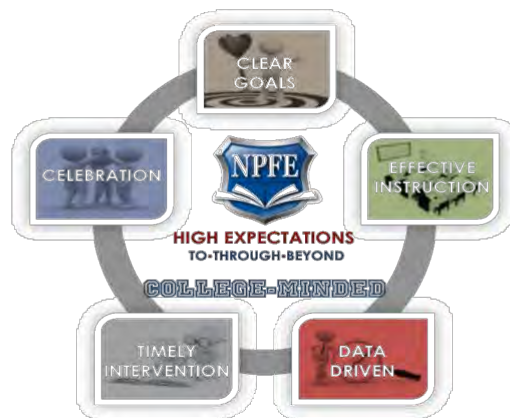 CLEAR
GOALS
CELEBRATION
NPFE
EFFECTIVE
INSTRUCTION
HIGH EXPECTATIONS
TO-THROUGH-BEYOND
COLLEGE-MINDED
TIMELY
INTERVENTION
DATA
DRIVEN